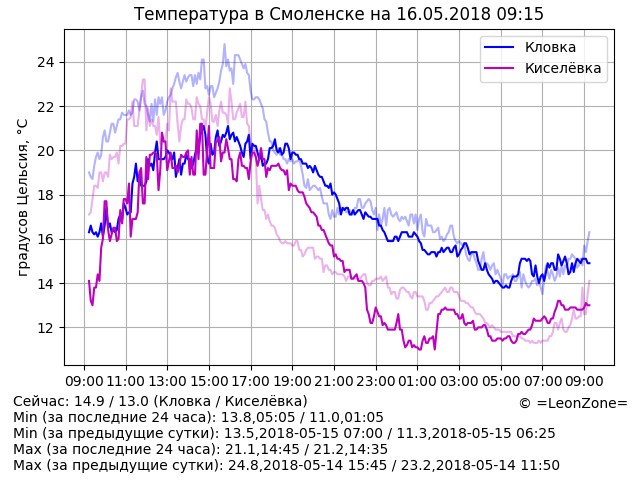 Температура в Смоленске на 16.05.2018 09:15
градусов Цельсия, °C
24
22
20
18
16
14
12
Кловка
Киселёвка
09:00 11:00 13:00 15:00 17:00 19:00 21:00 23:00 01:00 03:00 05:00 07:00 09:00
Сейчас: 14.9 / 13.0 (Кловка / Киселёвка)
© =LeonZone=
Min (за последние 24 часа): 13.8,05:05 / 11.0,01:05
Min (за предыдущие сутки): 13.5,2018-05-15 07:00 / 11.3,2018-05-15 06:25
Max (за последние 24 часа): 21.1,14:45 / 21.2,14:35
Max (за предыдущие сутки): 24.8,2018-05-14 15:45 / 23.2,2018-05-14 11:50